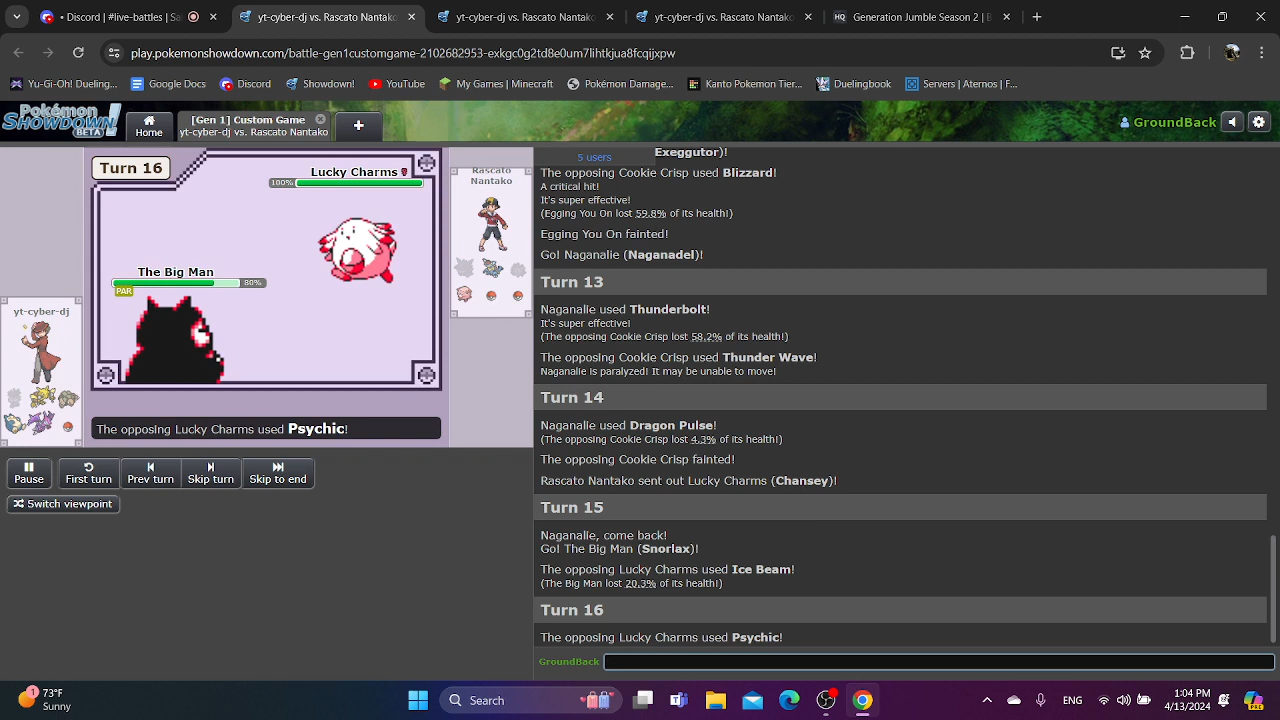 Discord | #live-battles | Sa
yt-cyber-dj vs. Rascato Nantako
yt-cyber-dj vs. Rascato Nantako
yt-cyber-dj vs. Rascato Nantako
HQ Generation Jumble Season 2 | B
play.pokemonshowdown.com/battle-gen1customgame-2102682953-exkgc0g2td8e0um7lihtkjua8fcqijxpw
Yu-Gi-Oh! Dueling...
Google Docs
Discord
Showdown!
YouTube
My Games | Minecraft
Pokémon Damage...
Kanto Pokemon Tier...
Duelingbook
Servers | Aternos | F...
Pokémon
Showdown!
BETA
Home
[Gen 1] Custom Game
yt-cyber-dj vs. Rascato Nantako
GroundBack
Turn 16
Lucky Charms
100%
The Big Man
80%
PAR
yt-cyber-dj
Rascato
Nantako
The opposing Lucky Charms used Psychic!
Pause
First turn
Prev turn
Skip turn
Skip to end
Switch viewpoint
5 users
Exeggutor)!
The opposing Cookie Crisp used Blizzard!
A critical hit!
It's super effective!
(Egging You On lost 59.8% of its health!)
Egging You On fainted!
Go! Naganalie (Naganadel)!
Turn 13
Naganalle used Thunderbolt!
It's super effective!
(The opposing Cookie Crisp lost 58.2% of its health!)
The opposing Cookie Crisp used Thunder Wave!
Naganalle is paralyzed! It may be unable to move!
Turn 14
Naganalle used Dragon Pulse!
(The opposing Cookie Crisp lost 4.3% of its health!)
The opposing Cookie Crisp fainted!
Rascato Nantako sent out Lucky Charms (Chansey)!
Turn 15
Naganalle, come back!
Go! The Big Man (Snorlax)!
The opposing Lucky Charms used Ice Beam!
(The Big Man lost 20.3% of its health!)
Turn 16
The opposing Lucky Charms used Psychic!
GroundBack
1
73°F
Sunny
Search
ENG
1:04 PM
4/13/2024
PRE